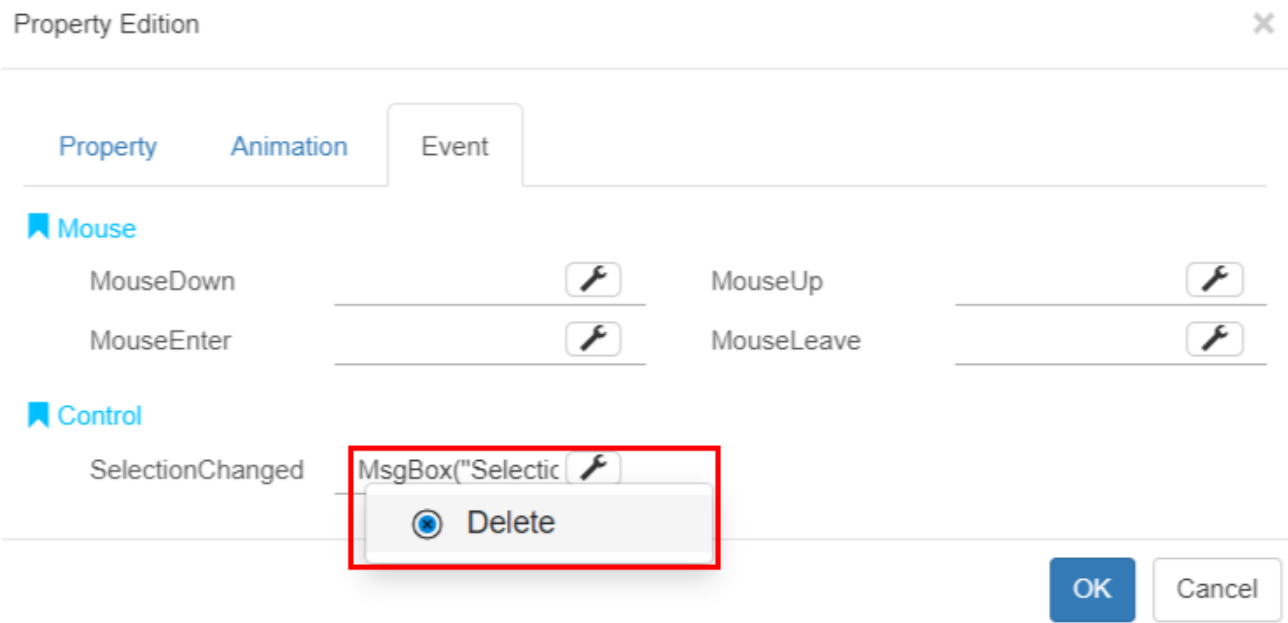 Property Edition
Property Animation Event
Mouse
MouseDown MouseUp
MouseEnter MouseLeave
Control
SelectionChanged MsgBox("Selectic
Delete
OK Cancel